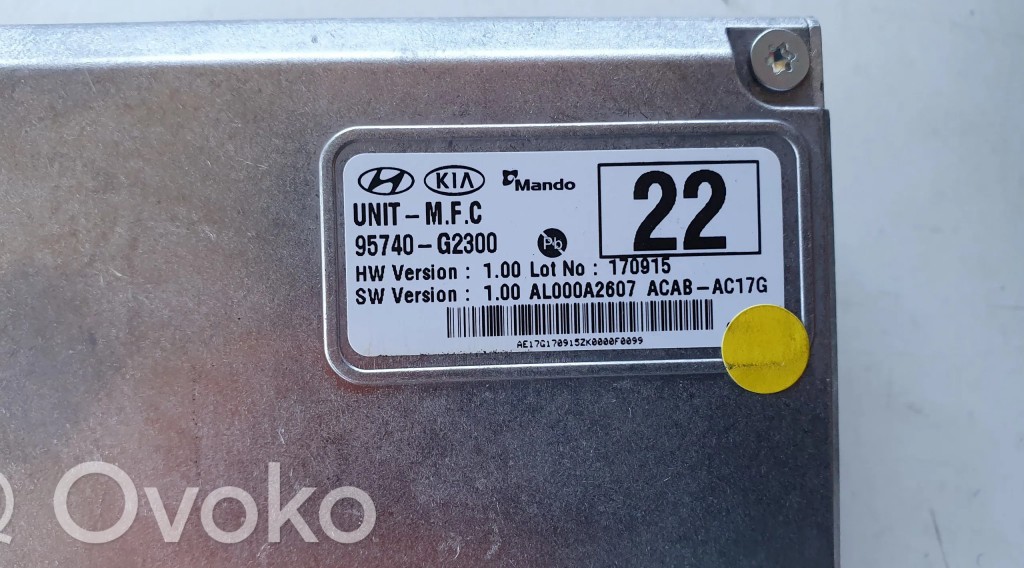 KIA Mando
22
UNIT-M.F.C
95740-G2300 Pb
HW Version : 1.00 Lot No : 170915
SW Version : 1.00 AL000A2607 ACAB-AC17G
AE17G170915ZK0000F0099
Ovoko